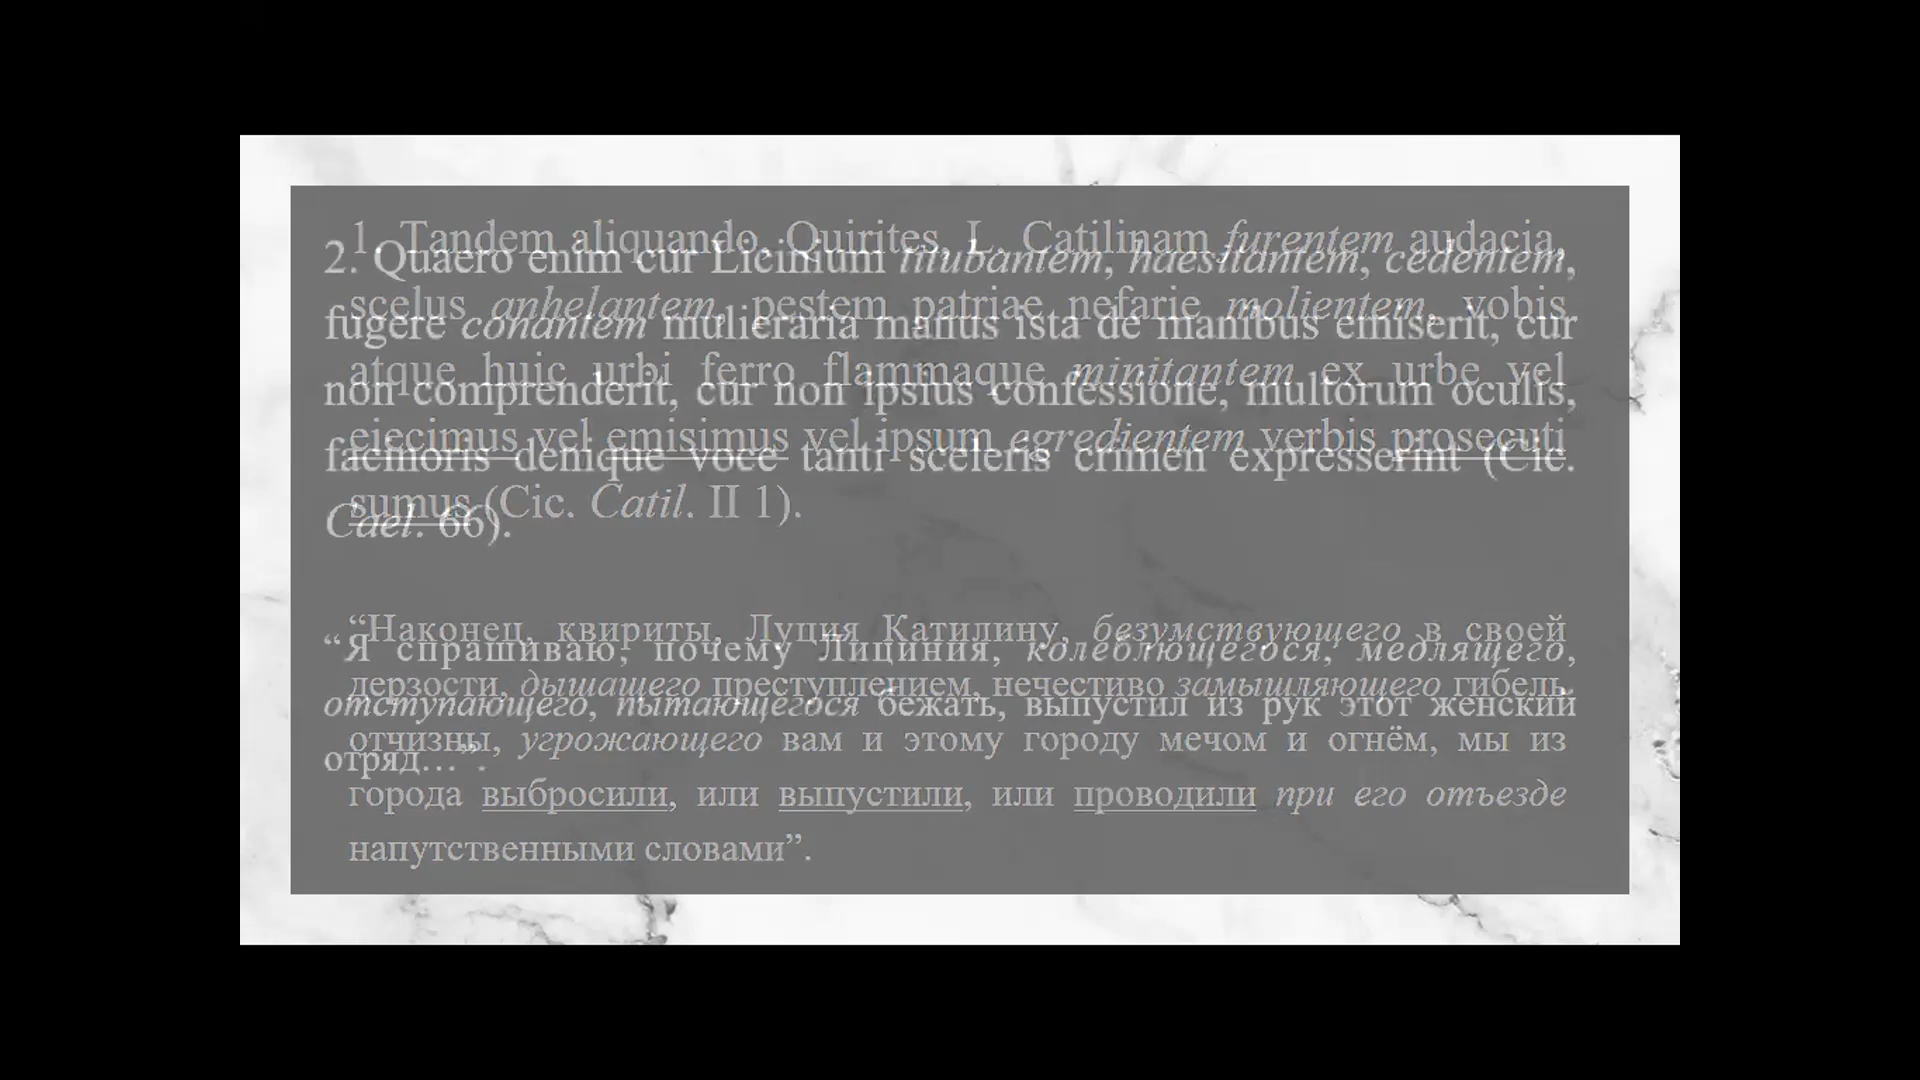 1. Tandem aliquando, Quirites, L. Catilinam furentem audacia,
scelus anhelantem, pestem patriae nefarie molientem, vobis
atque huic urbi ferro flammaque minitantem ex urbe vel
eiecimus vel emisimus vel ipsum egredientem verbis prosecuti
sumus (Cic. Catil. II 1).
“Наконец, квириты, Луция Катилину, безумствующего в своей
дерзости, дышащего преступлением, нечестиво замышляющего гибель
отчизны, угрожающего вам и этому городу мечом и огнём, мы из
города выбросили, или выпустили, или проводили при его отъезде
напутственными словами”.
2. Quaero enim cur Licinium titubantem, haesitantem, cedentem,
fugere conantem mulieraria manus ista de manibus emiserit, cur
non comprenderit, cur non ipsius confessione, multorum oculis,
facinoris denique voce tanti sceleris crimen expresserint (Cic.
Cael. 66).
“Я спрашиваю, почему Лициния, колеблющегося, медлящего,
отступающего, пытающегося бежать, выпустил из рук этот женский
отряд…”.